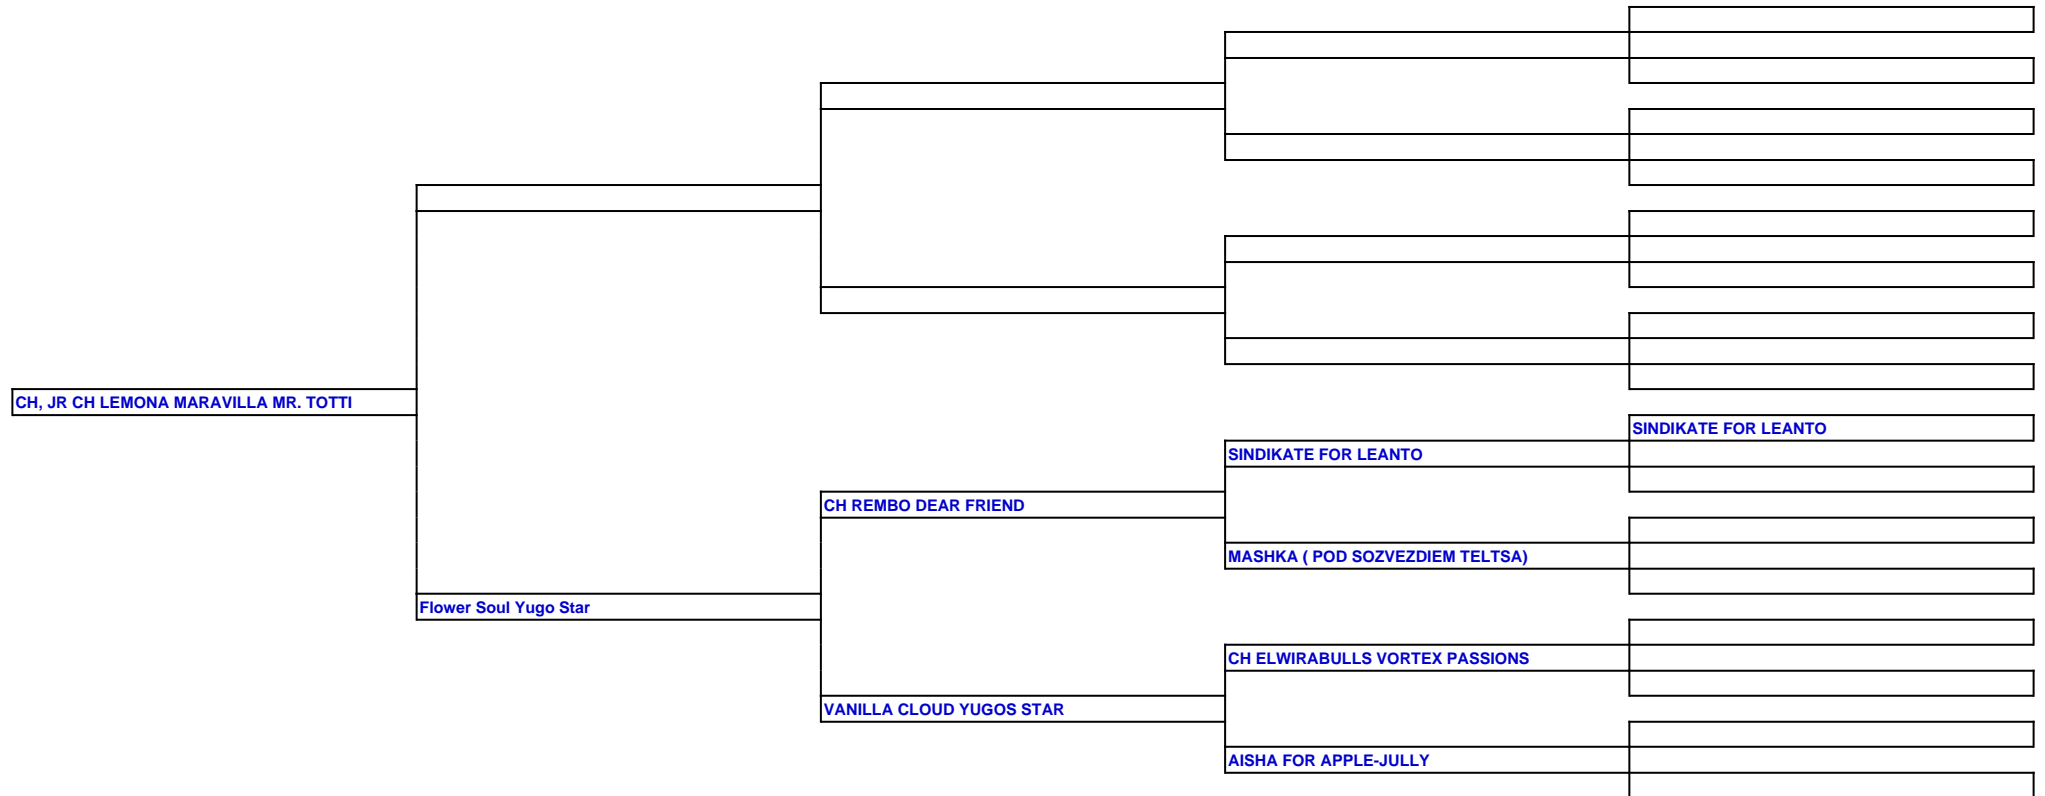 CH, JR CH LEMONA MARAVILLA MR. TOTTI
SINDIKATE FOR LEANTO
SINDIKATE FOR LEANTO
CH REMBO DEAR FRIEND
MASHKA ( POD SOZVEZDIEM TELTSA)
Flower Soul Yugo Star
CH ELWIRABULLS VORTEX PASSIONS
VANILLA CLOUD YUGOS STAR
AISHA FOR APPLE-JULLY